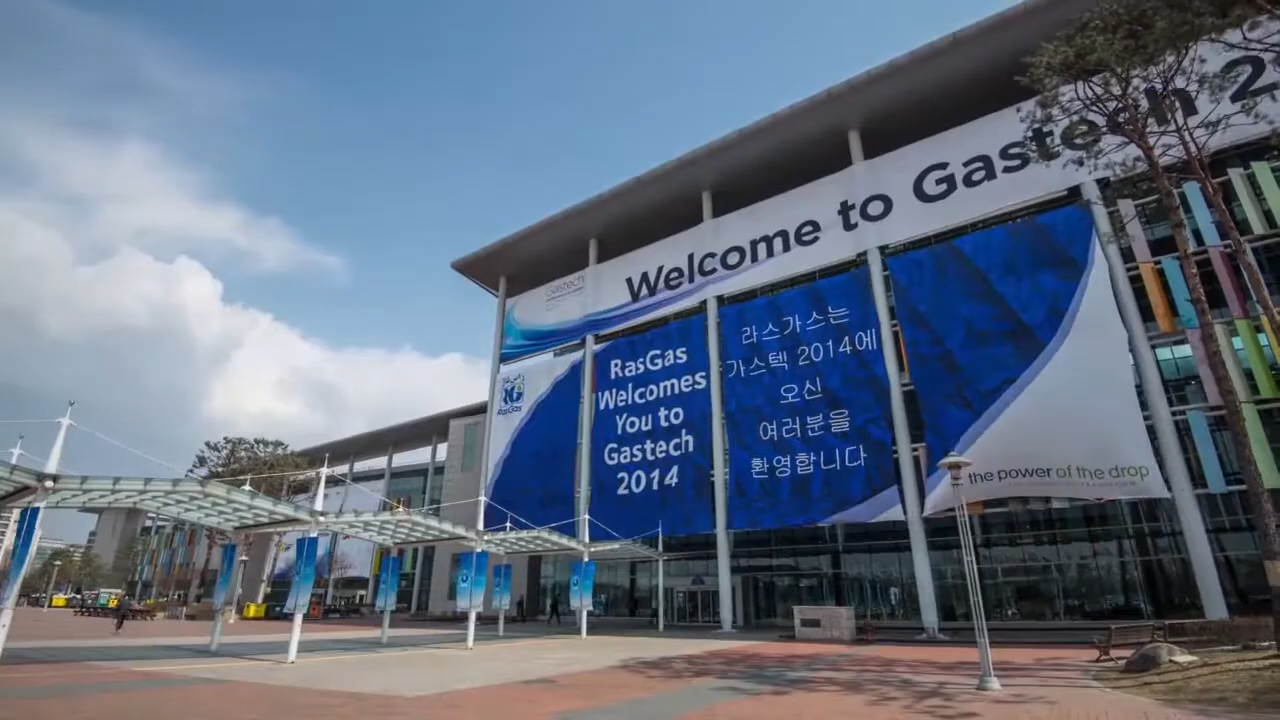 Welcome to Gastech 2
Gastech
RG
RasGas
RasGas
Welcomes
You to
Gastech
2014
라스가스는
가스텍 2014에
오신
여러분을
환영합니다
the power of the drop